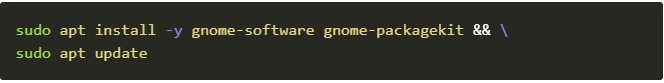 sudo apt install -y gnome-software gnome-packagekit && \
sudo apt update